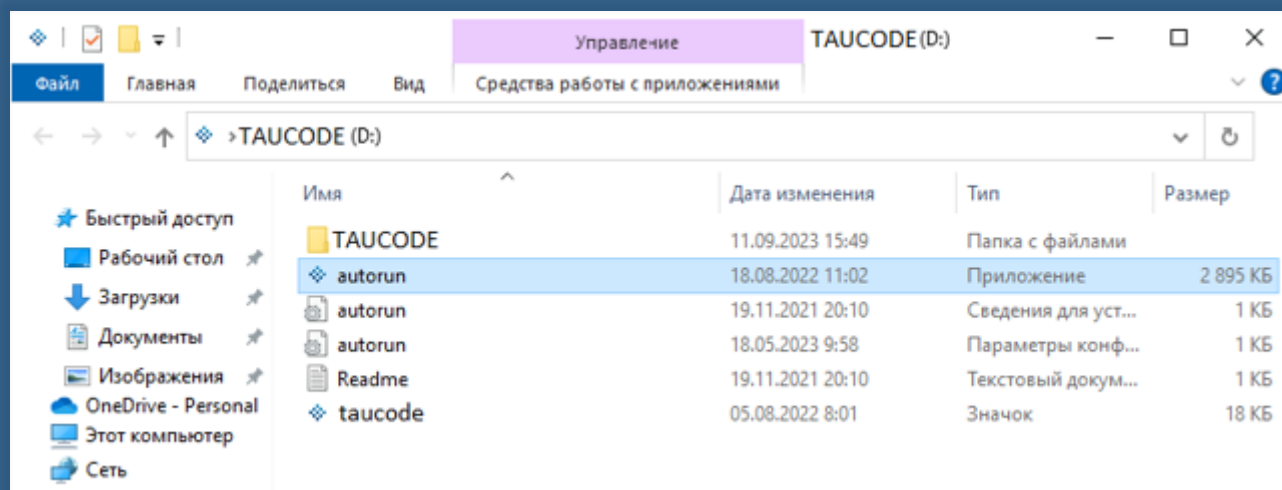 Управление TAUCODE (D:)
Файл Главная Поделиться Вид Средства работы с приложениями ?
>TAUCODE (D:)
Имя Дата изменения Тип Размер
Быстрый доступ
Рабочий стол
Загрузки
Документы
Изображения
OneDrive - Personal
Этот компьютер
Сеть
TAUCODE 11.09.2023 15:49 Папка с файлами
autorun 18.08.2022 11:02 Приложение 2 895 КБ
autorun 19.11.2021 20:10 Сведения для уст... 1 КБ
autorun 18.05.2023 9:58 Параметры конф... 1 КБ
Readme 19.11.2021 20:10 Текстовый докум... 1 КБ
taucode 05.08.2022 8:01 Значок 18 КБ